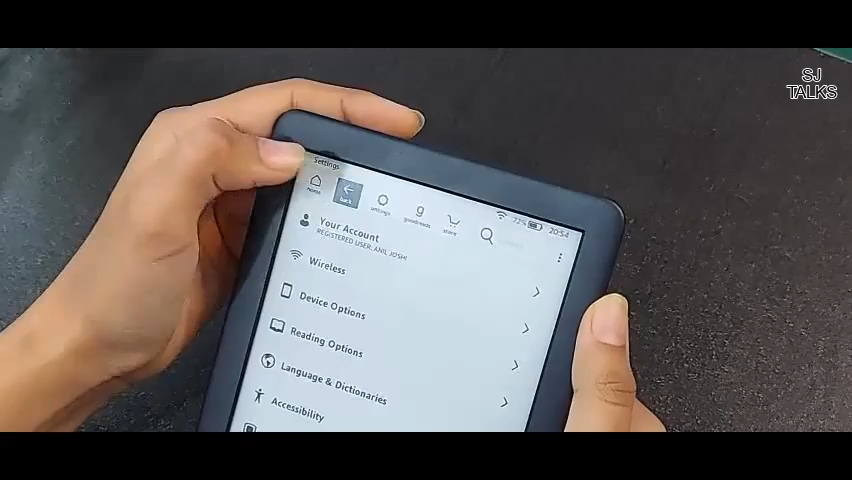 SJ
TALKS
Settings
22% 20:54
home
back
settings
goodreads
store
Your Account
REGISTERED USER, ANIL JOSHI
Wireless
Device Options
Reading Options
Language & Dictionaries
Accessibility